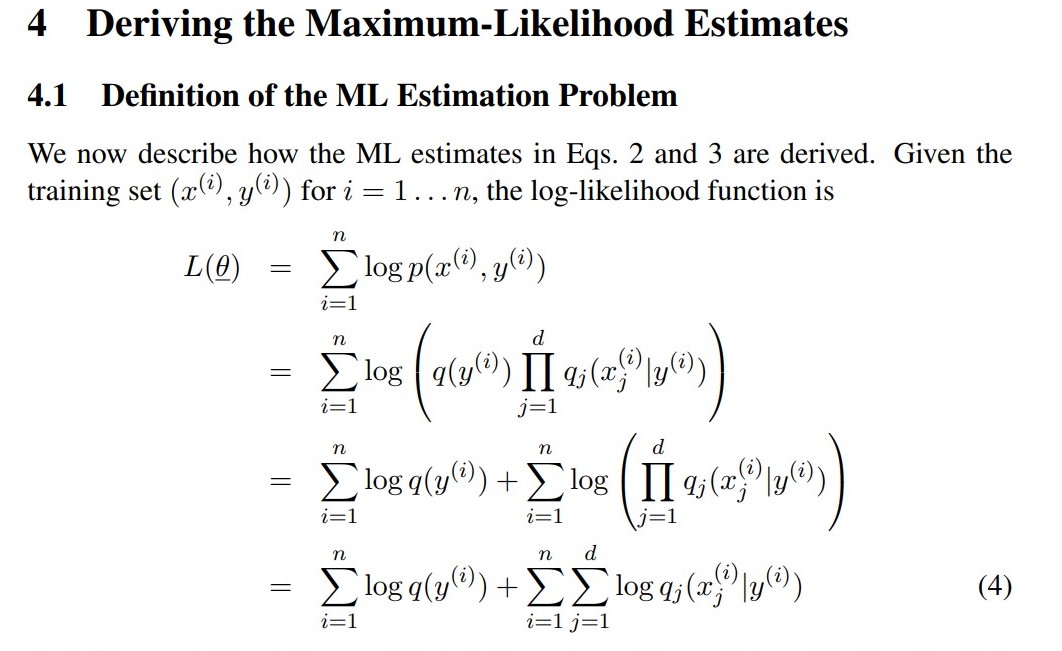 4 Deriving the Maximum-Likelihood Estimates
4.1 Definition of the ML Estimation Problem
We now describe how the ML estimates in Eqs. 2 and 3 are derived. Given the
training set (x^{(i)}, y^{(i)}) for i = 1 . . . n, the log-likelihood function is
L(\underline{θ}) = \sum_{i=1}^{n} \log p(x^{(i)}, y^{(i)})
= \sum_{i=1}^{n} \log \left( q(y^{(i)}) \prod_{j=1}^{d} q_j(x_j^{(i)}|y^{(i)}) \right)
= \sum_{i=1}^{n} \log q(y^{(i)}) + \sum_{i=1}^{n} \log \left( \prod_{j=1}^{d} q_j(x_j^{(i)}|y^{(i)}) \right)
= \sum_{i=1}^{n} \log q(y^{(i)}) + \sum_{i=1}^{n} \sum_{j=1}^{d} \log q_j(x_j^{(i)}|y^{(i)}) (4)